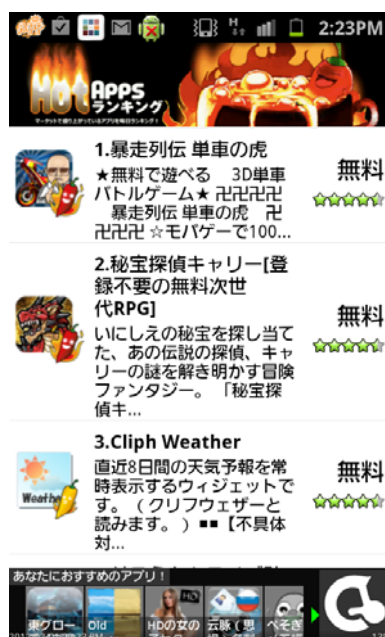 2:23PM
HOT APPS
ランキング
マーケットで盛り上がっているアプリを毎日ランキング!
1.暴走列伝 単車の虎
★無料で遊べる 3D単車
バトルゲーム★ 卍卍卍卍
暴走列伝 単車の虎 卍
卍卍卍 ☆モバゲーで100...
無料
2.秘宝探偵キャリー[登
録不要の無料次世
代RPG]
いにしえの秘宝を探し当て
た、あの伝説の探偵、キャ
リーの謎を解き明かす冒険
ファンタジー。 「秘宝探
偵キ...
無料
3.Cliph Weather
直近8日間の天気予報を常
時表示するウィジェットで
す。（クリフウェザーと
読みます。）■■【不具体
対...
無料
Weather
あなたにおすすめのアプリ！
東グロー
Old
HDの女の
云豚（思
ぺそぎ